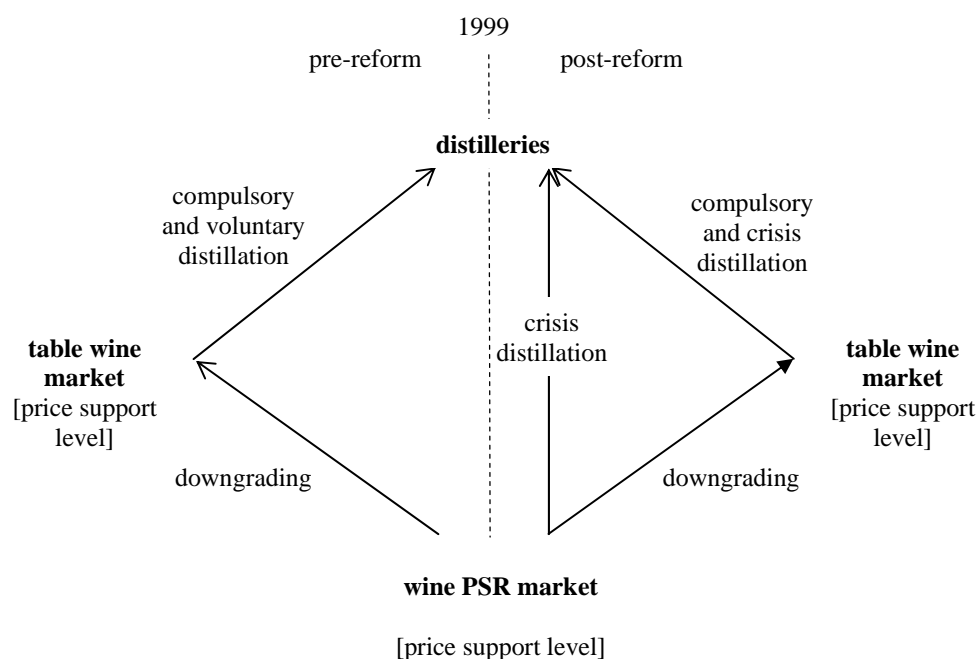 1999
pre-reform
post-reform
distilleries
compulsory
and voluntary
distillation
compulsory
and crisis
distillation
crisis
distillation
table wine
market
[price support
level]
table wine
market
[price support
level]
downgrading
downgrading
wine PSR market
[price support level]